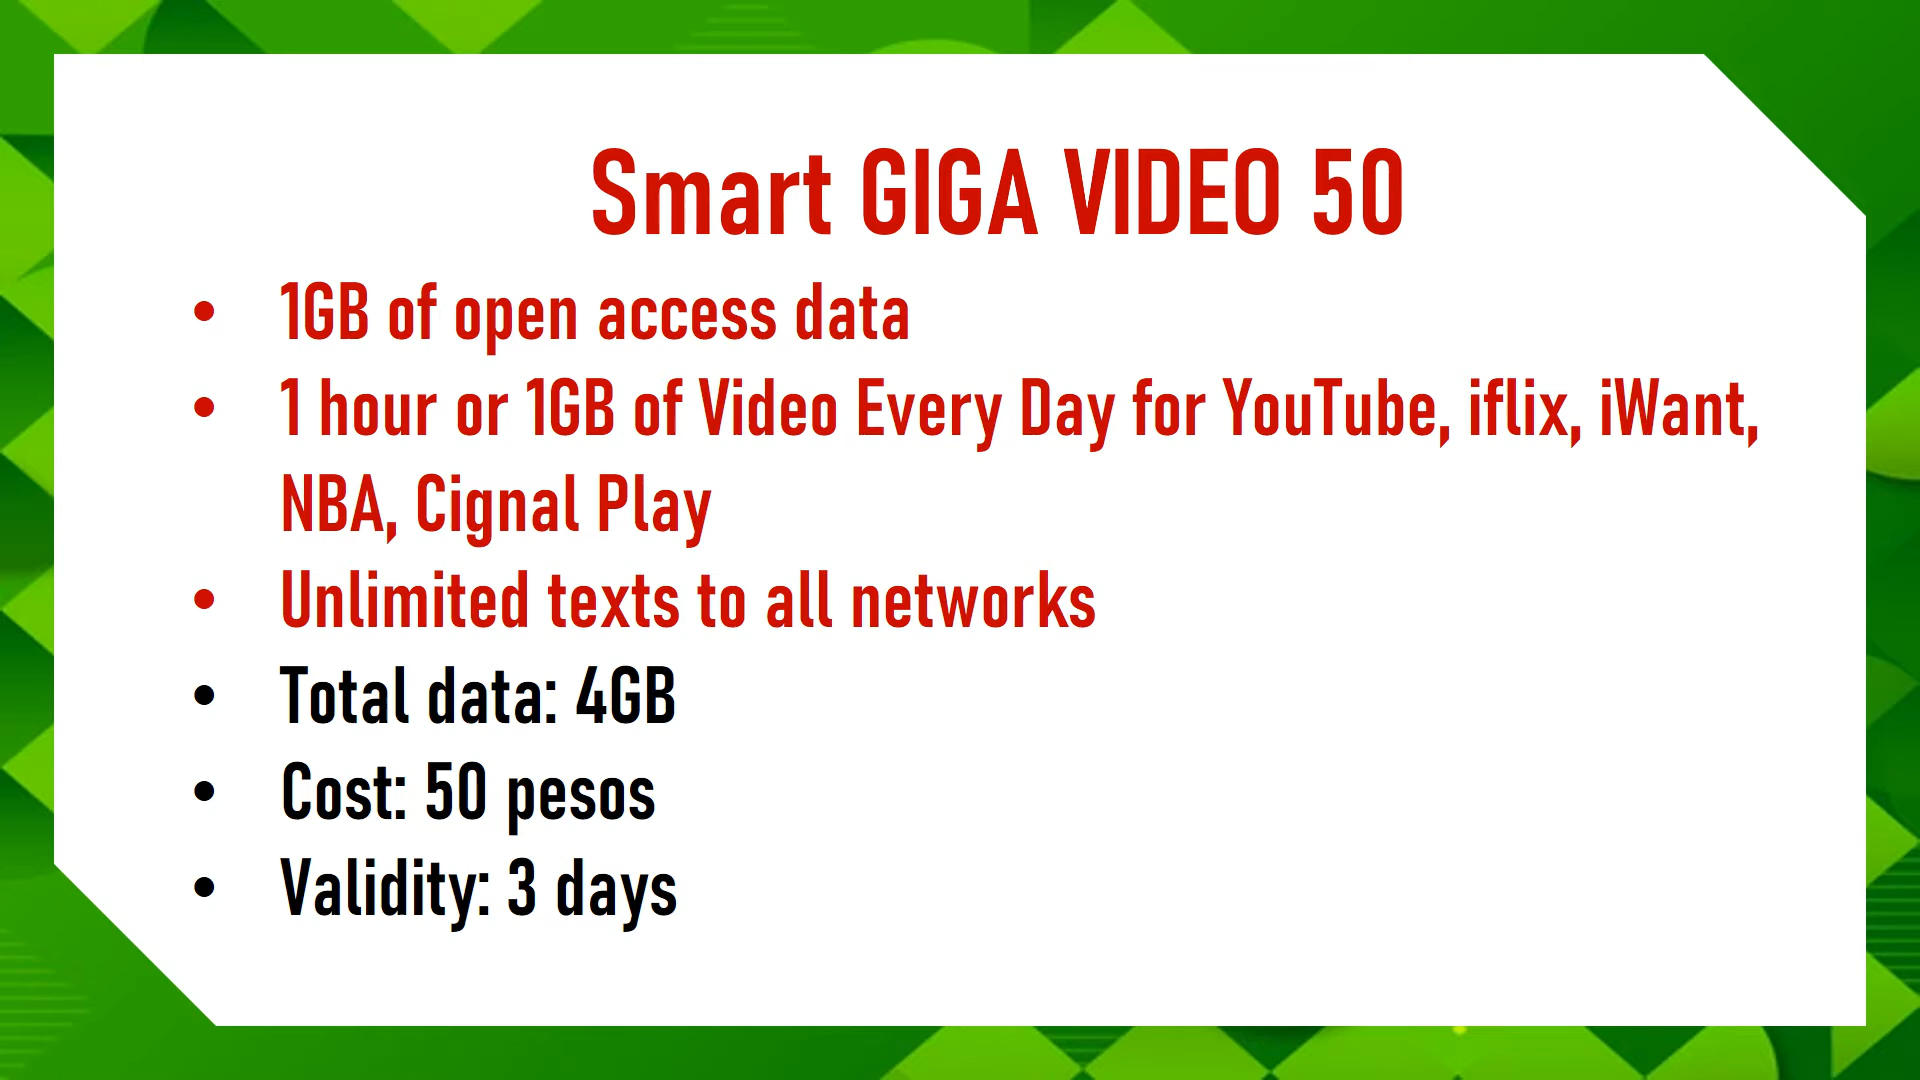 Smart GIGA VIDEO 50
• 1GB of open access data
• 1 hour or 1GB of Video Every Day for YouTube, iflix, iWant,
NBA, Cignal Play
• Unlimited texts to all networks
• Total data: 4GB
• Cost: 50 pesos
• Validity: 3 days